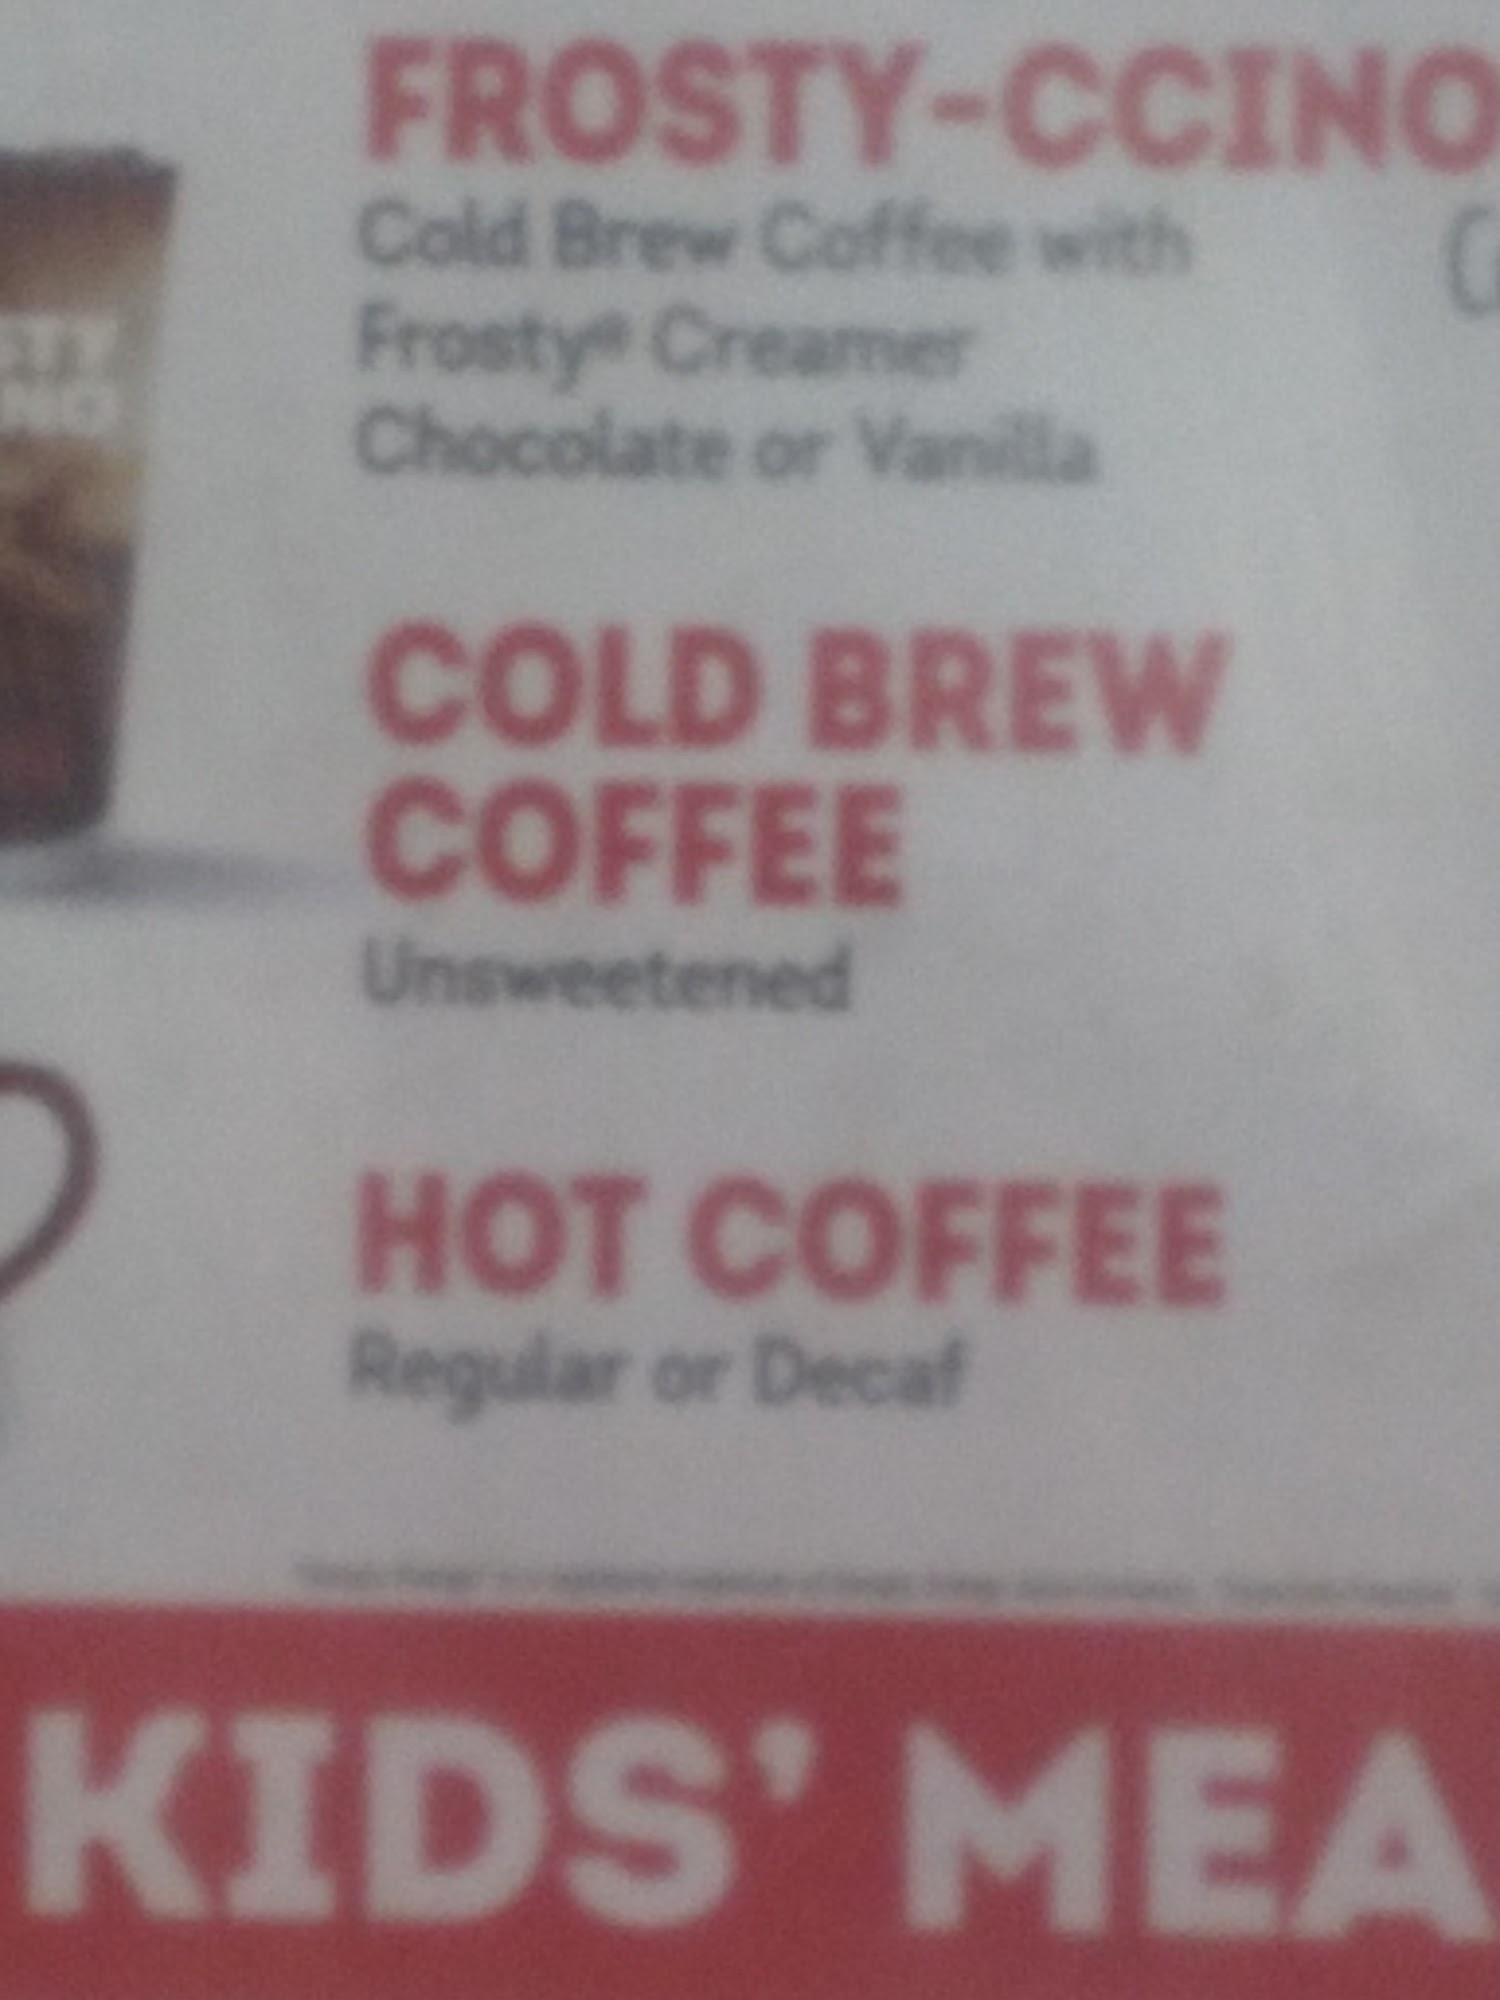 FROSTY-CCINO
Cold Brew Coffee with
Frosty® Creamer
Chocolate or Vanilla
COLD BREW
COFFEE
Unsweetened
HOT COFFEE
Regular or Decaf
KIDS' MEA